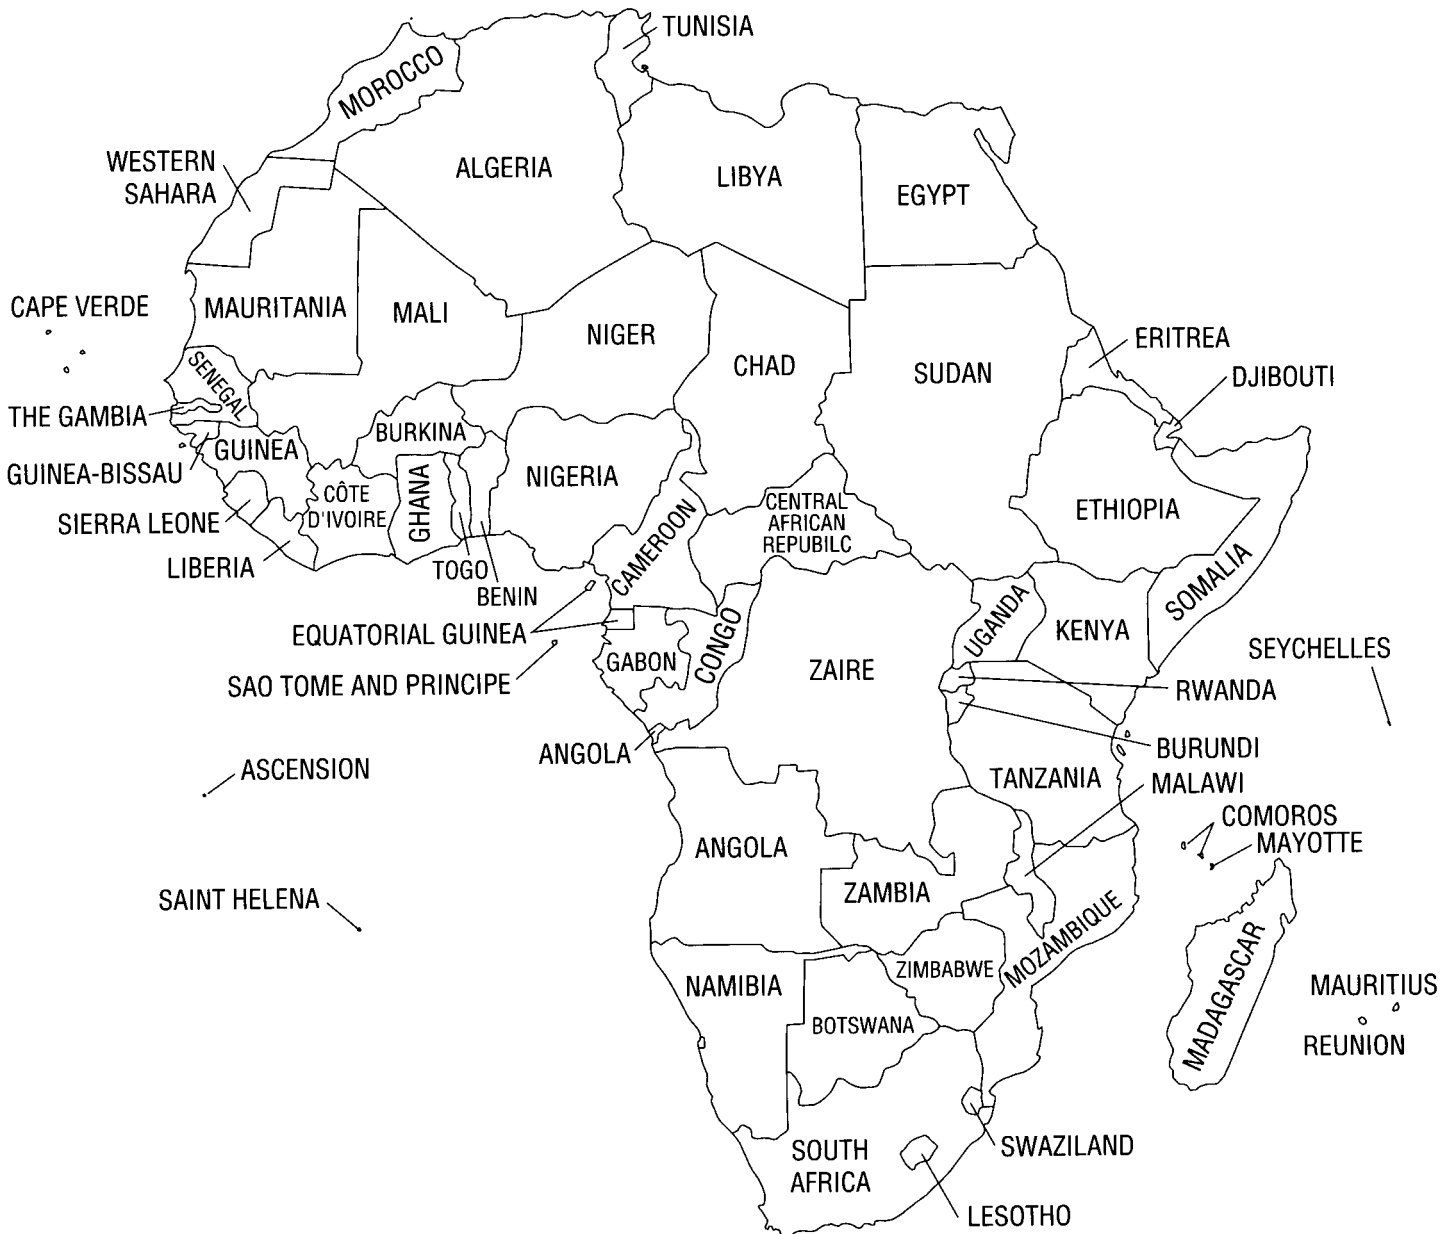 TUNISIA
MOROCCO
WESTERN
SAHARA
ALGERIA
LIBYA
EGYPT
CAPE VERDE
MAURITANIA
MALI
NIGER
CHAD
SUDAN
ERITREA
DJIBOUTI
SENEGAL
THE GAMBIA
GUINEA-BISSAU
GUINEA
BURKINA
NIGERIA
SIERRA LEONE
CÔTE
D'IVOIRE
GHANA
CENTRAL
AFRICAN
REPUBILC
ETHIOPIA
LIBERIA
TOGO
BENIN
CAMEROON
SOMALIA
EQUATORIAL GUINEA
GABON
CONGO
ZAIRE
UGANDA
KENYA
SEYCHELLES
SAO TOME AND PRINCIPE
RWANDA
ANGOLA
BURUNDI
ASCENSION
TANZANIA
MALAWI
COMOROS
MAYOTTE
ANGOLA
ZAMBIA
SAINT HELENA
MOZAMBIQUE
NAMIBIA
ZIMBABWE
BOTSWANA
MADAGASCAR
MAURITIUS
REUNION
SOUTH
AFRICA
SWAZILAND
LESOTHO